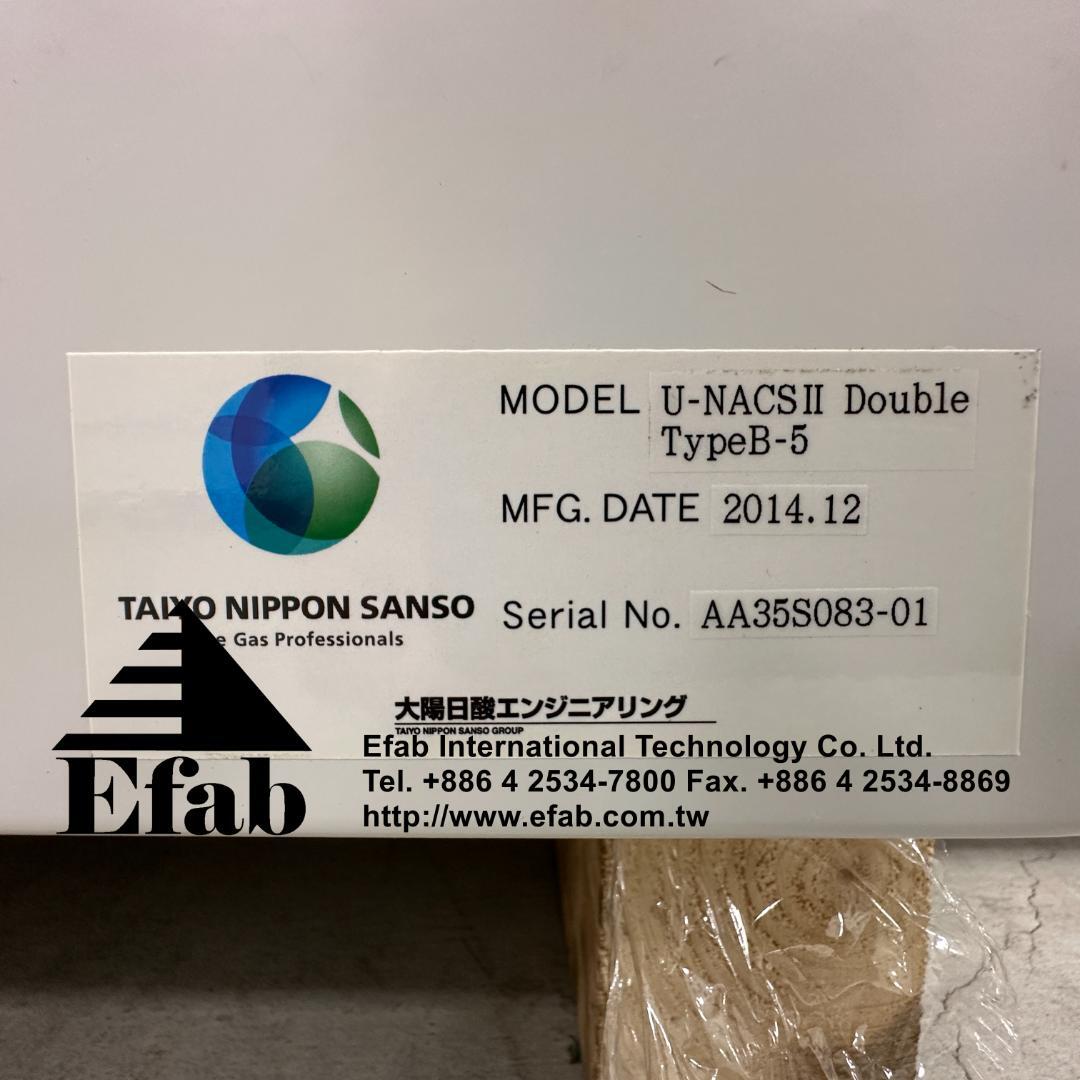 MODEL U-NACSⅡ Double
TypeB-5
MFG. DATE 2014.12
Serial No. AA35S083-01
TAIYO NIPPON SANSO
Gas Professionals
大陽日酸エンジニアリング
TAIYO NIPPON SANSO GROUP
Efab
Efab International Technology Co. Ltd.
Tel. +886 4 2534-7800 Fax. +886 4 2534-8869
http://www.efab.com.tw